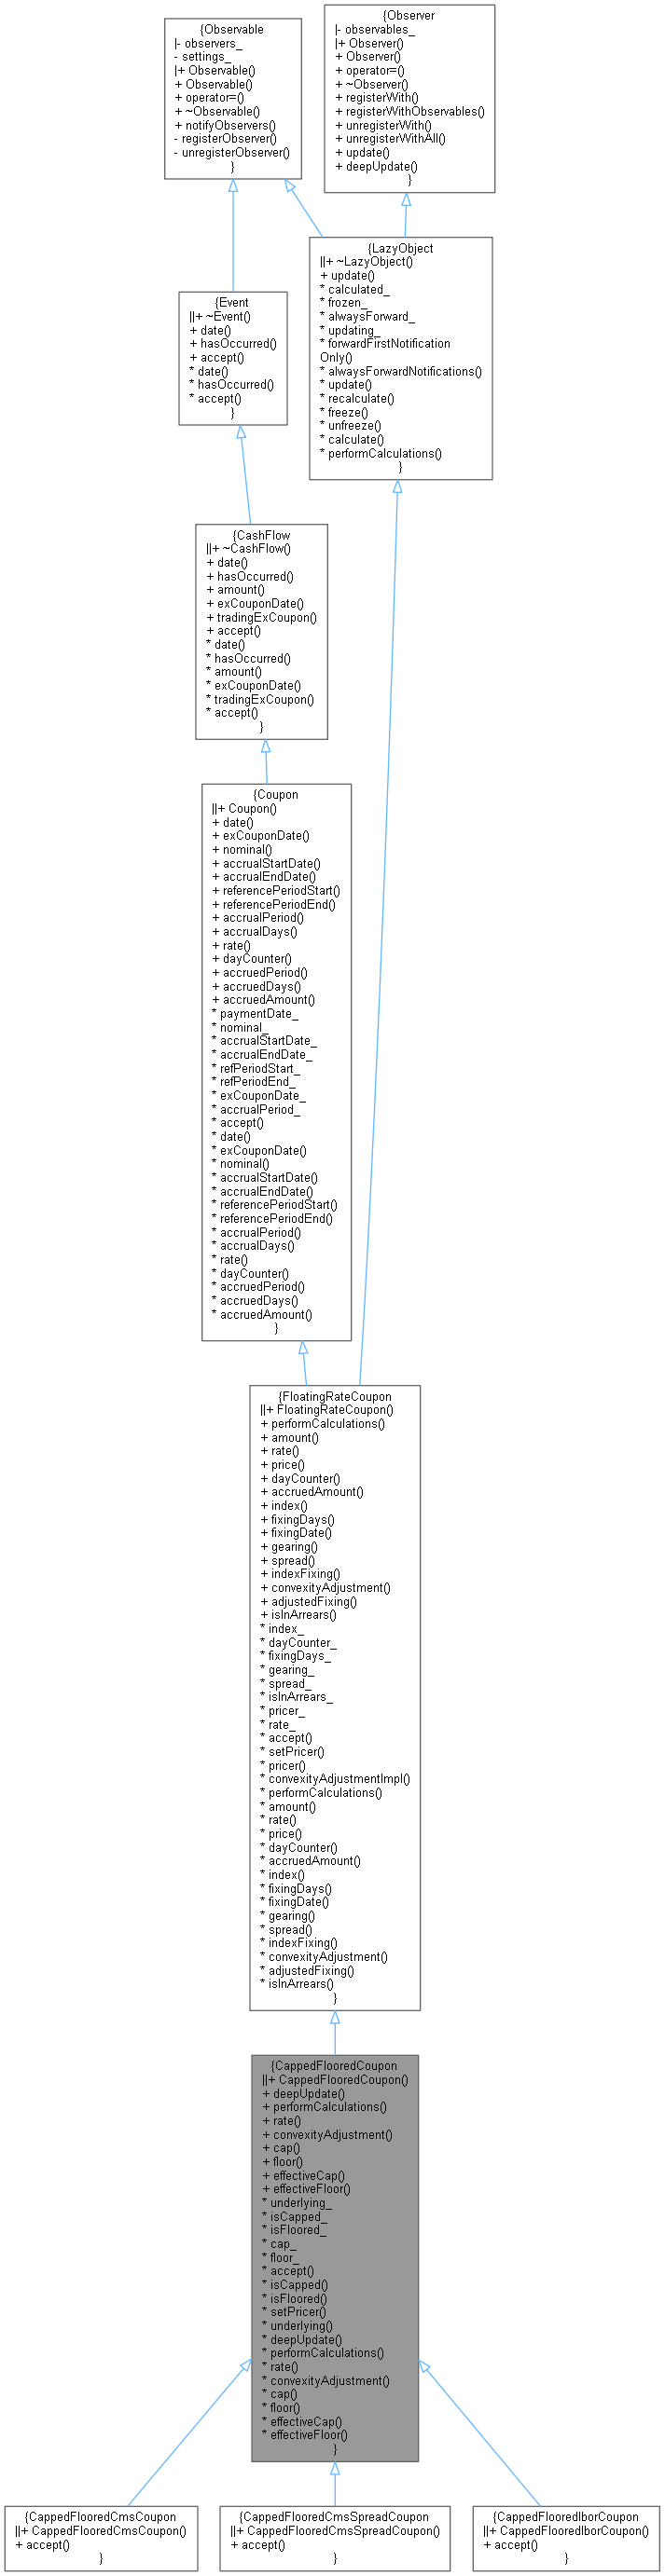 {Observable
|- observers_
- settings_
|+ Observable()
+ Observable()
+ operator=()
+ ~Observable()
+ notifyObservers()
- registerObserver()
- unregisterObserver()
}
{Observer
|- observables_
|+ Observer()
+ Observer()
+ operator=()
+ ~Observer()
+ registerWith()
+ registerWithObservables()
+ unregisterWith()
+ unregisterWithAll()
+ update()
+ deepUpdate()
}
{LazyObject
||+ ~LazyObject()
+ update()
* calculated_
* frozen_
* alwaysForward_
* updating_
* forwardFirstNotification
Only()
* alwaysForwardNotifications()
* update()
* recalculate()
* freeze()
* unfreeze()
* calculate()
* performCalculations()
}
{Event
||+ ~Event()
+ date()
+ hasOccurred()
+ accept()
* date()
* hasOccurred()
* accept()
}
{CashFlow
||+ ~CashFlow()
+ date()
+ hasOccurred()
+ amount()
+ exCouponDate()
+ tradingExCoupon()
+ accept()
* date()
* hasOccurred()
* amount()
* exCouponDate()
* tradingExCoupon()
* accept()
}
{Coupon
||+ Coupon()
+ date()
+ exCouponDate()
+ nominal()
+ accrualStartDate()
+ accrualEndDate()
+ referencePeriodStart()
+ referencePeriodEnd()
+ accrualPeriod()
+ accrualDays()
+ rate()
+ dayCounter()
+ accruedPeriod()
+ accruedDays()
+ accruedAmount()
* paymentDate_
* nominal_
* accrualStartDate_
* accrualEndDate_
* refPeriodStart_
* refPeriodEnd_
* exCouponDate_
* accrualPeriod_
* accept()
* date()
* exCouponDate()
* nominal()
* accrualStartDate()
* accrualEndDate()
* referencePeriodStart()
* referencePeriodEnd()
* accrualPeriod()
* accrualDays()
* rate()
* dayCounter()
* accruedPeriod()
* accruedDays()
* accruedAmount()
}
{FloatingRateCoupon
||+ FloatingRateCoupon()
+ performCalculations()
+ amount()
+ rate()
+ price()
+ dayCounter()
+ accruedAmount()
+ index()
+ fixingDays()
+ fixingDate()
+ gearing()
+ spread()
+ indexFixing()
+ convexityAdjustment()
+ adjustedFixing()
+ isInArrears()
* index_
* dayCounter_
* fixingDays_
* gearing_
* spread_
* isInArrears_
* pricer_
* rate_
* accept()
* setPricer()
* pricer()
* convexityAdjustmentImpl()
* performCalculations()
* amount()
* rate()
* price()
* dayCounter()
* accruedAmount()
* index()
* fixingDays()
* fixingDate()
* gearing()
* spread()
* indexFixing()
* convexityAdjustment()
* adjustedFixing()
* isInArrears()
}
{CappedFlooredCoupon
||+ CappedFlooredCoupon()
+ deepUpdate()
+ performCalculations()
+ rate()
+ convexityAdjustment()
+ cap()
+ floor()
+ effectiveCap()
+ effectiveFloor()
* underlying_
* isCapped_
* isFloored_
* cap_
* floor_
* accept()
* isCapped()
* isFloored()
* setPricer()
* underlying()
* deepUpdate()
* performCalculations()
* rate()
* convexityAdjustment()
* cap()
* floor()
* effectiveCap()
* effectiveFloor()
}
{CappedFlooredCmsCoupon
||+ CappedFlooredCmsCoupon()
+ accept()
}
{CappedFlooredCmsSpreadCoupon
||+ CappedFlooredCmsSpreadCoupon()
+ accept()
}
{CappedFlooredIborCoupon
||+ CappedFlooredIborCoupon()
+ accept()
}